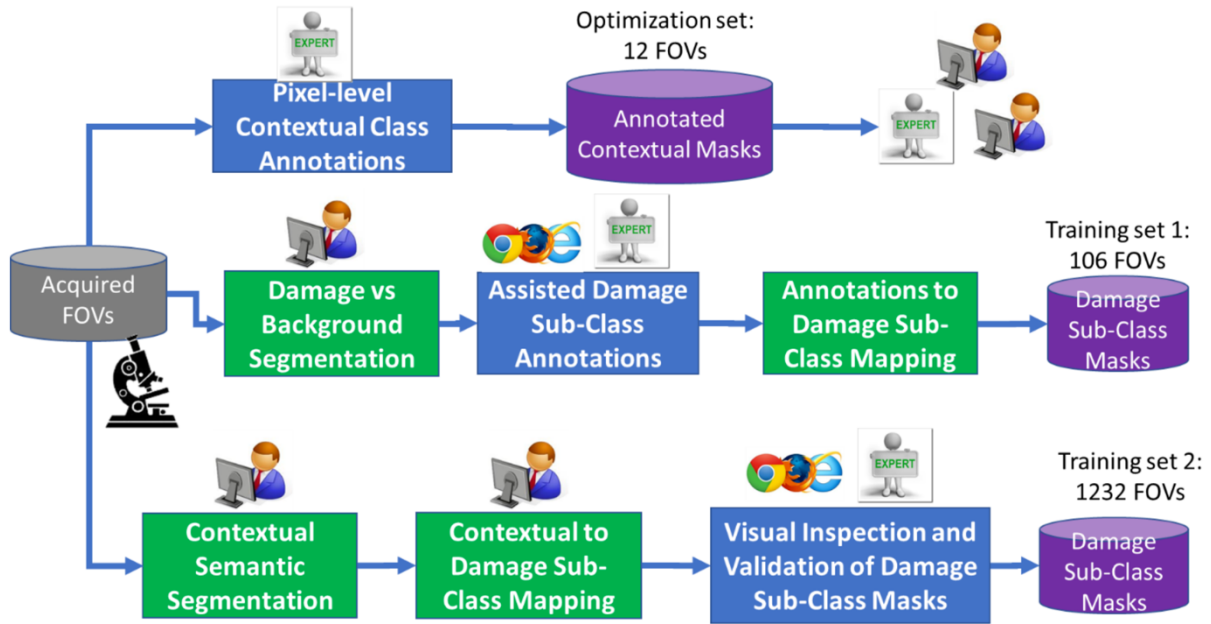 Optimization set:
12 FOVs
EXPERT
Pixel-level
Contextual Class
Annotations
Annotated
Contextual Masks
EXPERT
Acquired
FOVs
EXPERT
Damage vs
Background
Segmentation
Assisted Damage
Sub-Class
Annotations
Annotations to
Damage Sub-
Class Mapping
Training set 1:
106 FOVs
Damage
Sub-Class
Masks
Contextual
Semantic
Segmentation
Contextual to
Damage Sub-
Class Mapping
EXPERT
Visual Inspection and
Validation of Damage
Sub-Class Masks
Training set 2:
1232 FOVs
Damage
Sub-Class
Masks